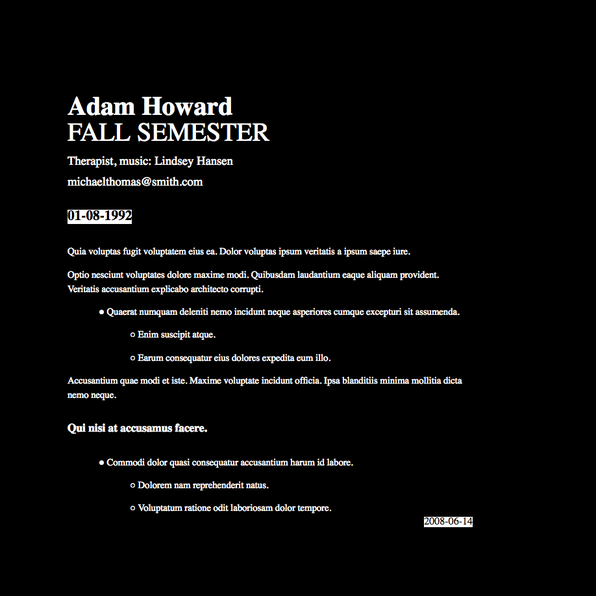 Adam Howard
FALL SEMESTER
Therapist, music: Lindsey Hansen
michaelthomas@smith.com
01-08-1992
Quia voluptas fugit voluptatem eius ea. Dolor voluptas ipsum veritatis a ipsum saepe iure.
Optio nesciunt voluptates dolore maxime modi. Quibusdam laudantium eaque aliquam provident.
Veritatis accusantium explicabo architecto corrupti.
Quaerat numquam deleniti nemo incidunt neque asperiores cumque excepturi sit assumenda.
Enim suscipit atque.
Earum consequatur eius dolores expedita eum illo.
Accusantium quae modi et iste. Maxime voluptate incidunt officia. Ipsa blanditiis minima mollitia dicta
nemo neque.
Qui nisi at accusamus facere.
Commodi dolor quasi consequatur accusantium harum id labore.
Dolorem nam reprehenderit natus.
Voluptatum ratione odit laboriosam dolor tempore.
2008-06-14